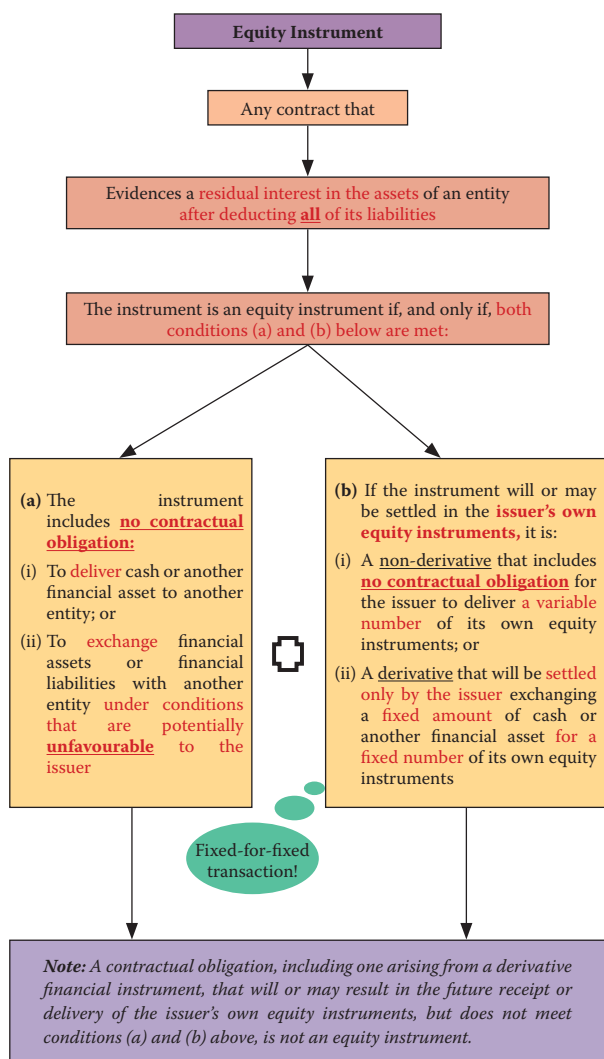 Equity Instrument
Any contract that
Evidences a residual interest in the assets of an entity
after deducting all of its liabilities
The instrument is an equity instrument if, and only if, both
conditions (a) and (b) below are met:
(a) The instrument
includes no contractual
obligation:
(i) To deliver cash or another
financial asset to another
entity; or
(ii) To exchange financial
assets or financial
liabilities with another
entity under conditions
that are potentially
unfavourable to the
issuer
(b) If the instrument will or may
be settled in the issuer's own
equity instruments, it is:
(i) A non-derivative that includes
no contractual obligation for
the issuer to deliver a variable
number of its own equity
instruments; or
(ii) A derivative that will be settled
only by the issuer exchanging
a fixed amount of cash or
another financial asset for a
fixed number of its own equity
instruments
Fixed-for-fixed
transaction!
Note: A contractual obligation, including one arising from a derivative
financial instrument, that will or may result in the future receipt or
delivery of the issuer's own equity instruments, but does not meet
conditions (a) and (b) above, is not an equity instrument.